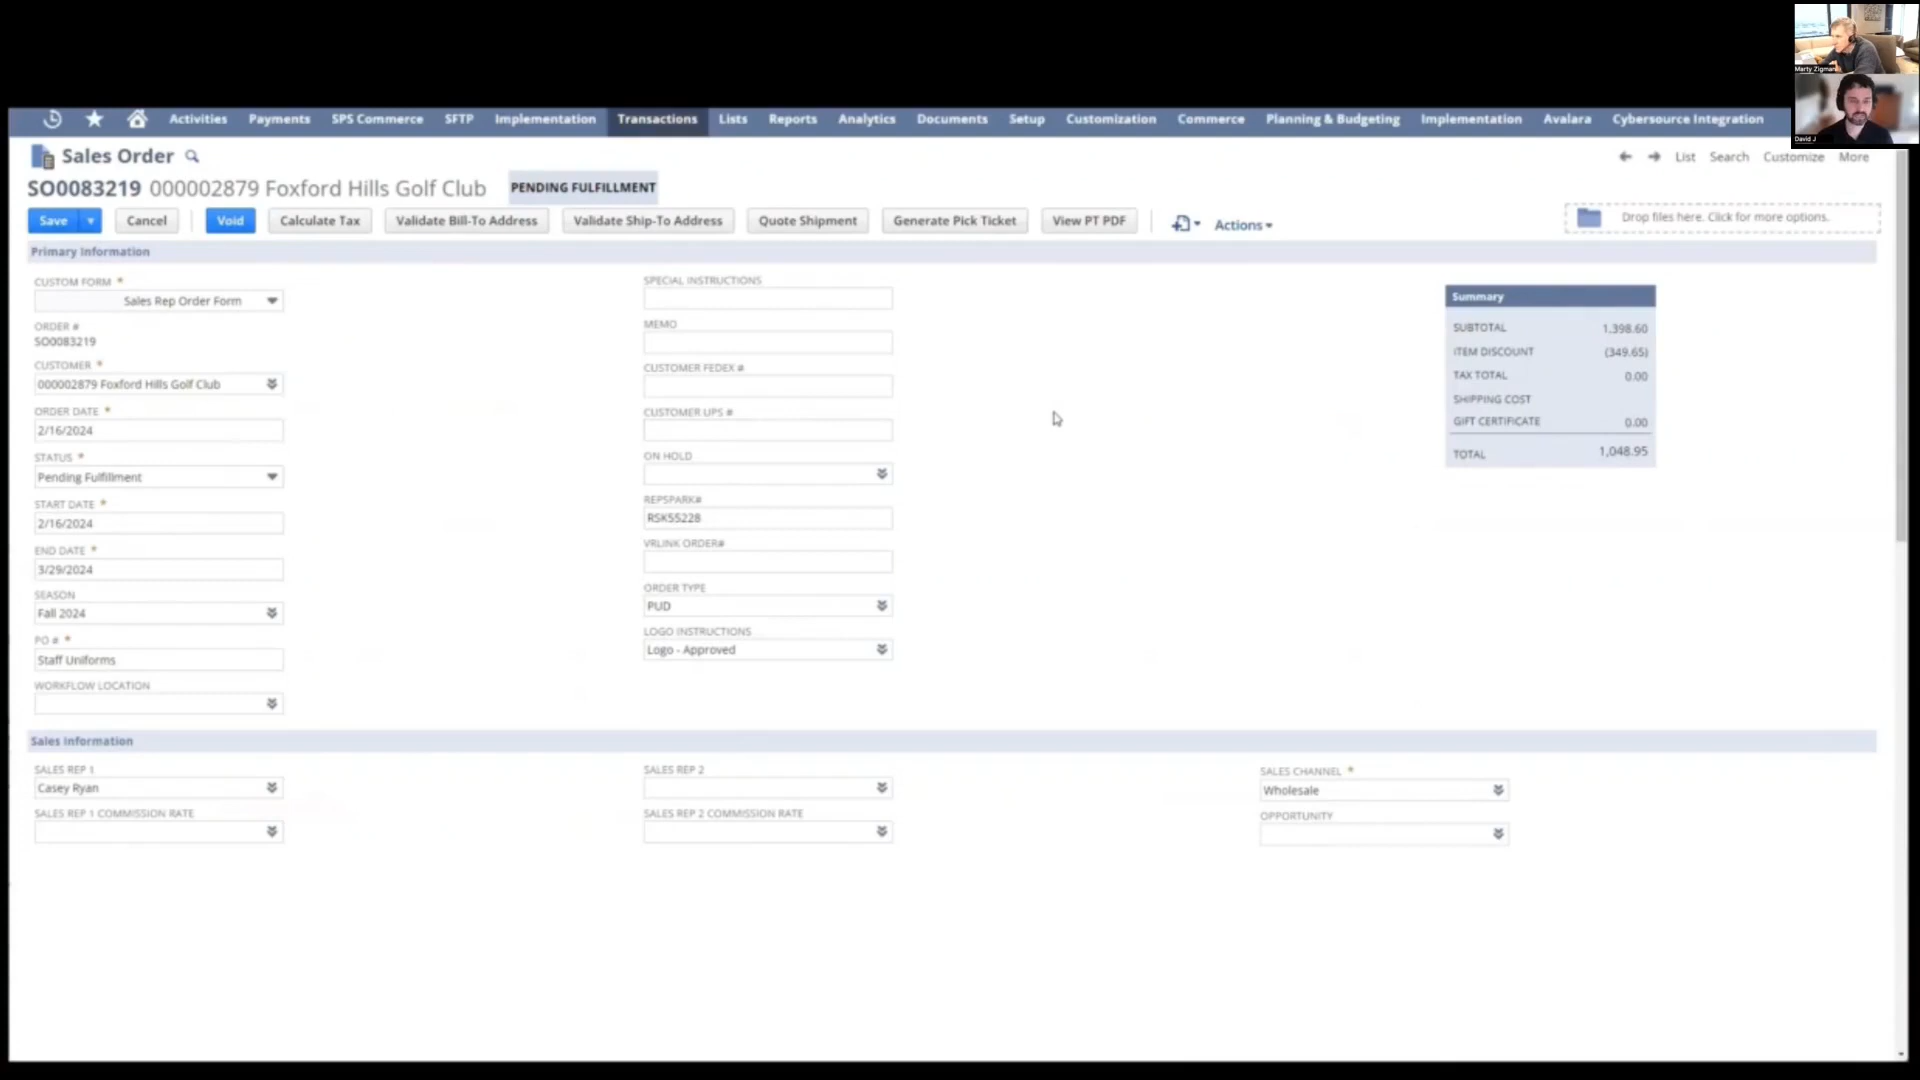 Marty Zigman
David J
Activities Payments SPS Commerce SFTP Implementation Transactions Lists Reports Analytics Documents Setup Customization Commerce Planning & Budgeting Implementation Avalara Cybersource Integration
Sales Order
List Search Customize More
SO0083219 000002879 Foxford Hills Golf Club PENDING FULFILLMENT
Save Cancel Void Calculate Tax Validate Bill-To Address Validate Ship-To Address Quote Shipment Generate Pick Ticket View PT PDF Actions
Drop files here. Click for more options.
Primary Information
CUSTOM FORM *
Sales Rep Order Form
ORDER #
SO0083219
CUSTOMER *
000002879 Foxford Hills Golf Club
ORDER DATE *
2/16/2024
STATUS *
Pending Fulfillment
START DATE *
2/16/2024
END DATE *
3/29/2024
SEASON
Fall 2024
PO # *
Staff Uniforms
WORKFLOW LOCATION
SPECIAL INSTRUCTIONS
MEMO
CUSTOMER FEDEX #
CUSTOMER UPS #
ON HOLD
REPSPARK#
RSK55228
VRLINK ORDER#
ORDER TYPE
PUD
LOGO INSTRUCTIONS
Logo - Approved
Summary
SUBTOTAL 1,398.60
ITEM DISCOUNT (349.65)
TAX TOTAL 0.00
SHIPPING COST
GIFT CERTIFICATE 0.00
TOTAL 1,048.95
Sales Information
SALES REP 1
Casey Ryan
SALES REP 1 COMMISSION RATE
SALES REP 2
SALES REP 2 COMMISSION RATE
SALES CHANNEL *
Wholesale
OPPORTUNITY